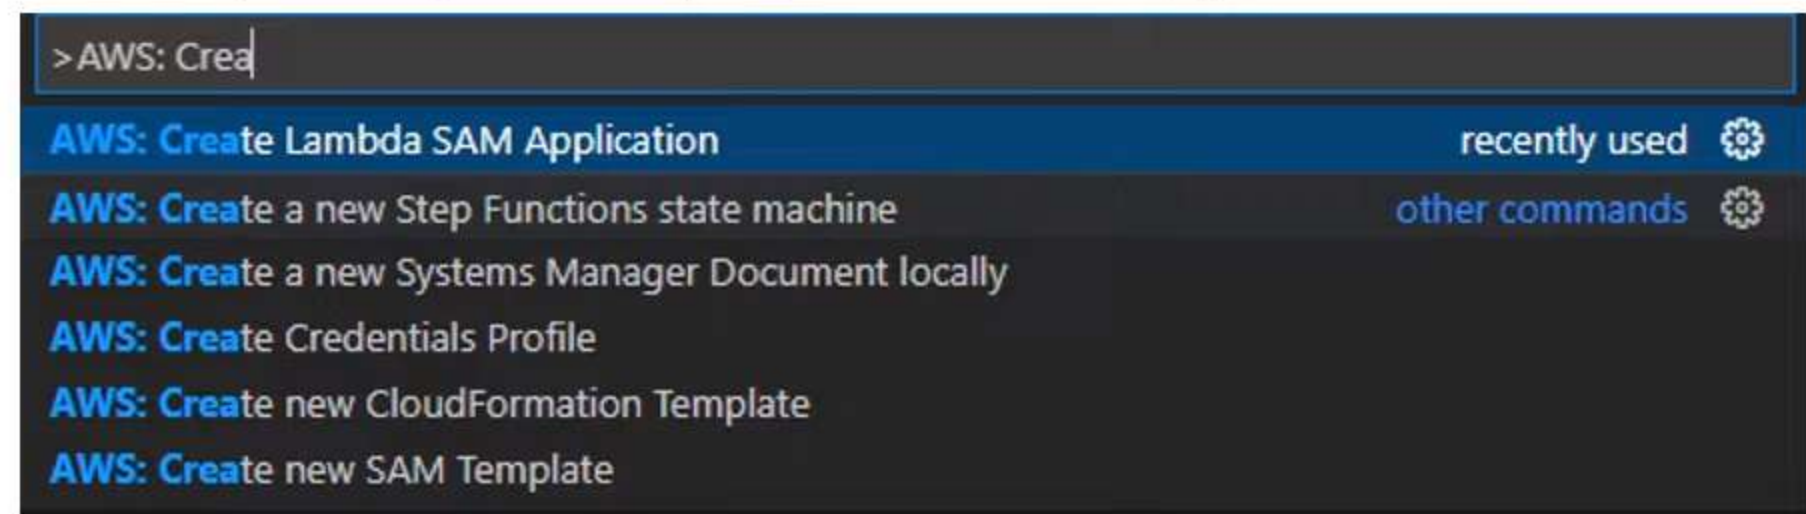 >AWS: Crea
AWS: Create Lambda SAM Application recently used
AWS: Create a new Step Functions state machine other commands
AWS: Create a new Systems Manager Document locally
AWS: Create Credentials Profile
AWS: Create new CloudFormation Template
AWS: Create new SAM Template